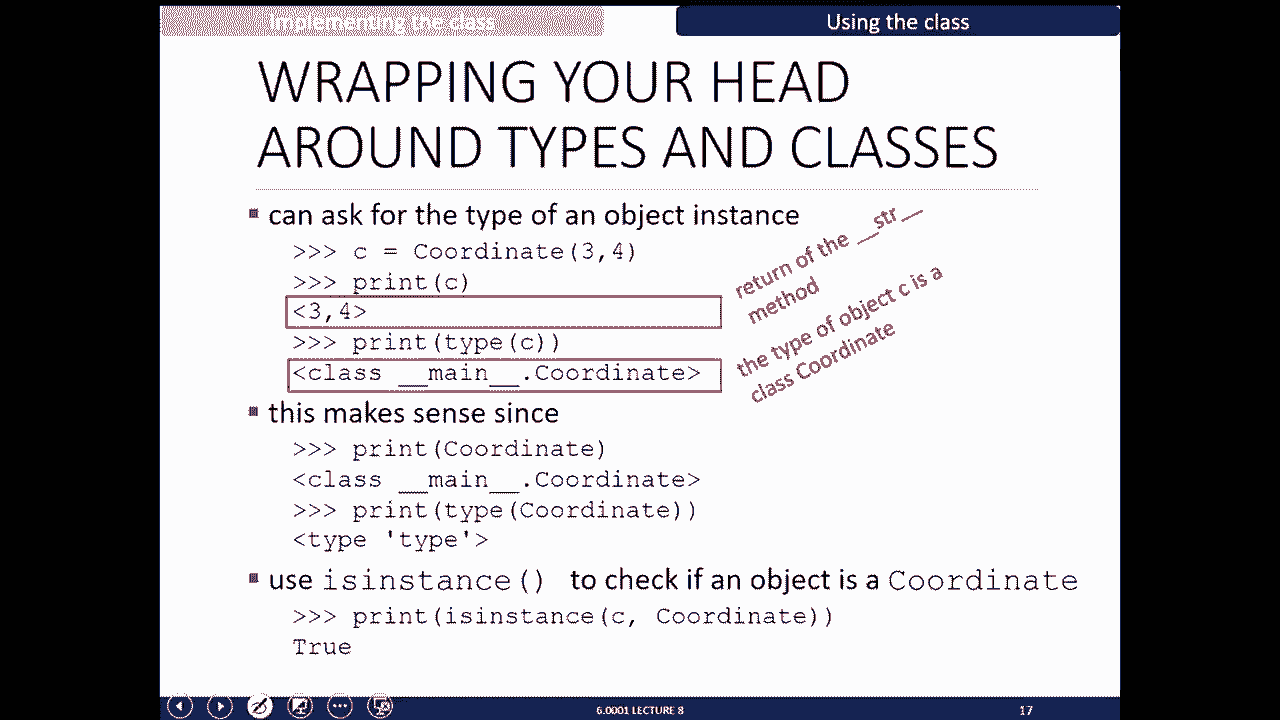 Implementing the class
Using the class
WRAPPING YOUR HEAD
AROUND TYPES AND CLASSES
can ask for the type of an object instance
>>> c = Coordinate(3,4)
>>> print(c)
<3,4>
>>> print(type(c))
<class __main__.Coordinate>
return of the __str__
method
the type of object c is a
class Coordinate
this makes sense since
>>> print(Coordinate)
<class __main__.Coordinate>
>>> print(type(Coordinate))
<type 'type'>
use isinstance() to check if an object is a Coordinate
>>> print(isinstance(c, Coordinate))
True
6.0001 LECTURE 8
17